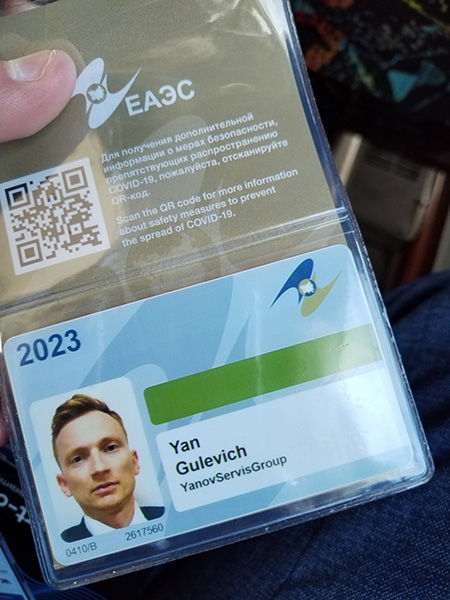 ЕАЭС
Для получения дополнительной
информации о мерах безопасности,
препятствующих распространению
COVID-19, пожалуйста, отсканируйте
QR-код.
Scan the QR code for more information
about safety measures to prevent
the spread of COVID-19.
2023
Yan
Gulevich
YanovServisGroup
0410/B 2617560